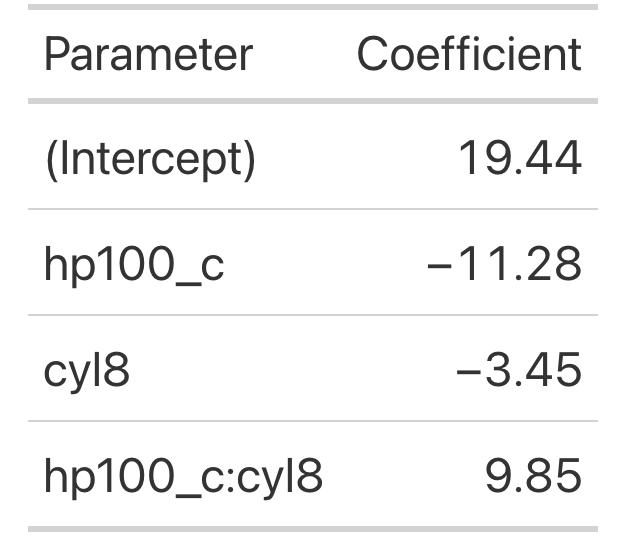 Parameter Coefficient
(Intercept) 19.44
hp100_c −11.28
cyl8 −3.45
hp100_c:cyl8 9.85